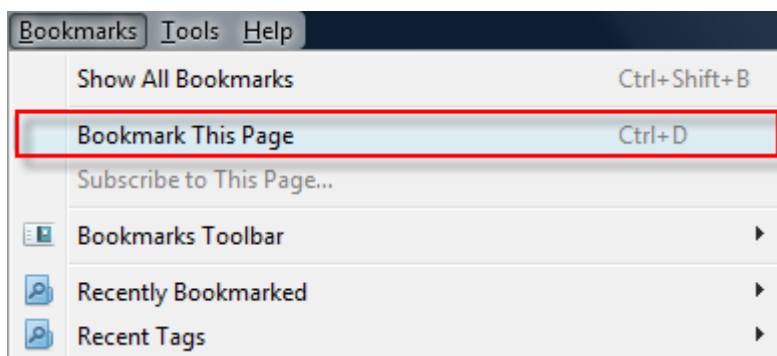 Bookmarks Tools Help
Show All Bookmarks Ctrl+Shift+B
Bookmark This Page Ctrl+D
Subscribe to This Page...
Bookmarks Toolbar
Recently Bookmarked
Recent Tags